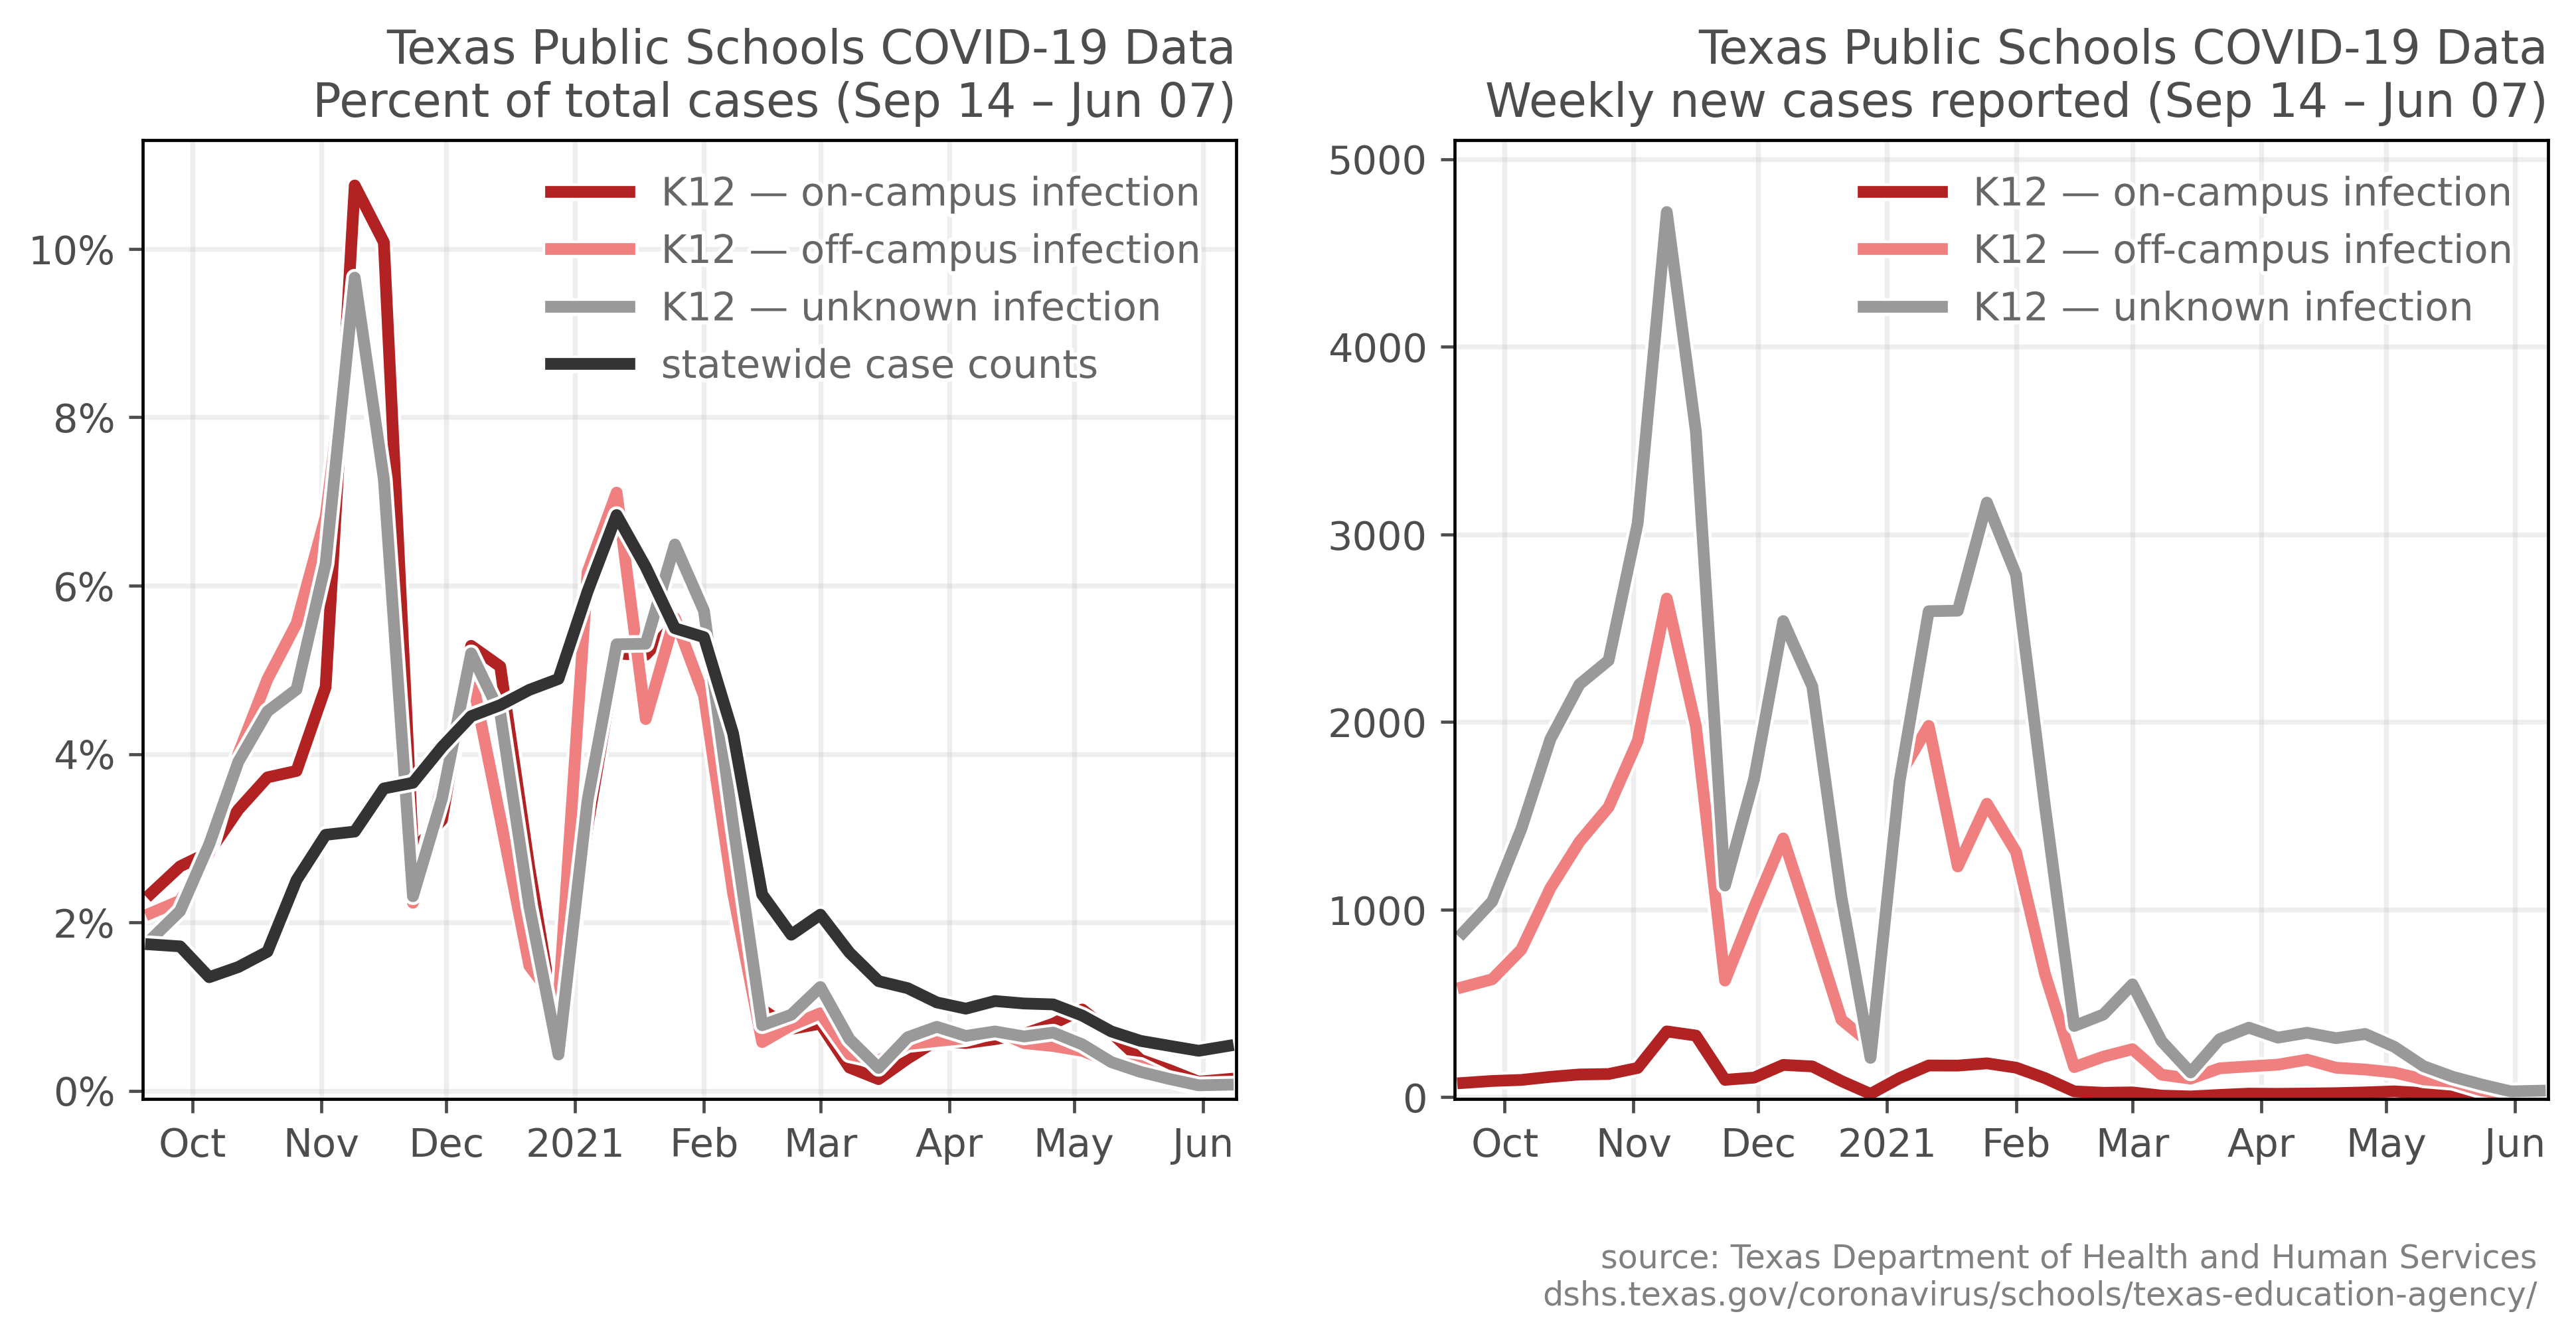 Texas Public Schools COVID-19 Data
Percent of total cases (Sep 14 – Jun 07)
K12 — on-campus infection
K12 — off-campus infection
K12 — unknown infection
statewide case counts
10%
8%
6%
4%
2%
0%
Oct Nov Dec 2021 Feb Mar Apr May Jun
Texas Public Schools COVID-19 Data
Weekly new cases reported (Sep 14 – Jun 07)
K12 — on-campus infection
K12 — off-campus infection
K12 — unknown infection
5000
4000
3000
2000
1000
0
Oct Nov Dec 2021 Feb Mar Apr May Jun
source: Texas Department of Health and Human Services
dshs.texas.gov/coronavirus/schools/texas-education-agency/